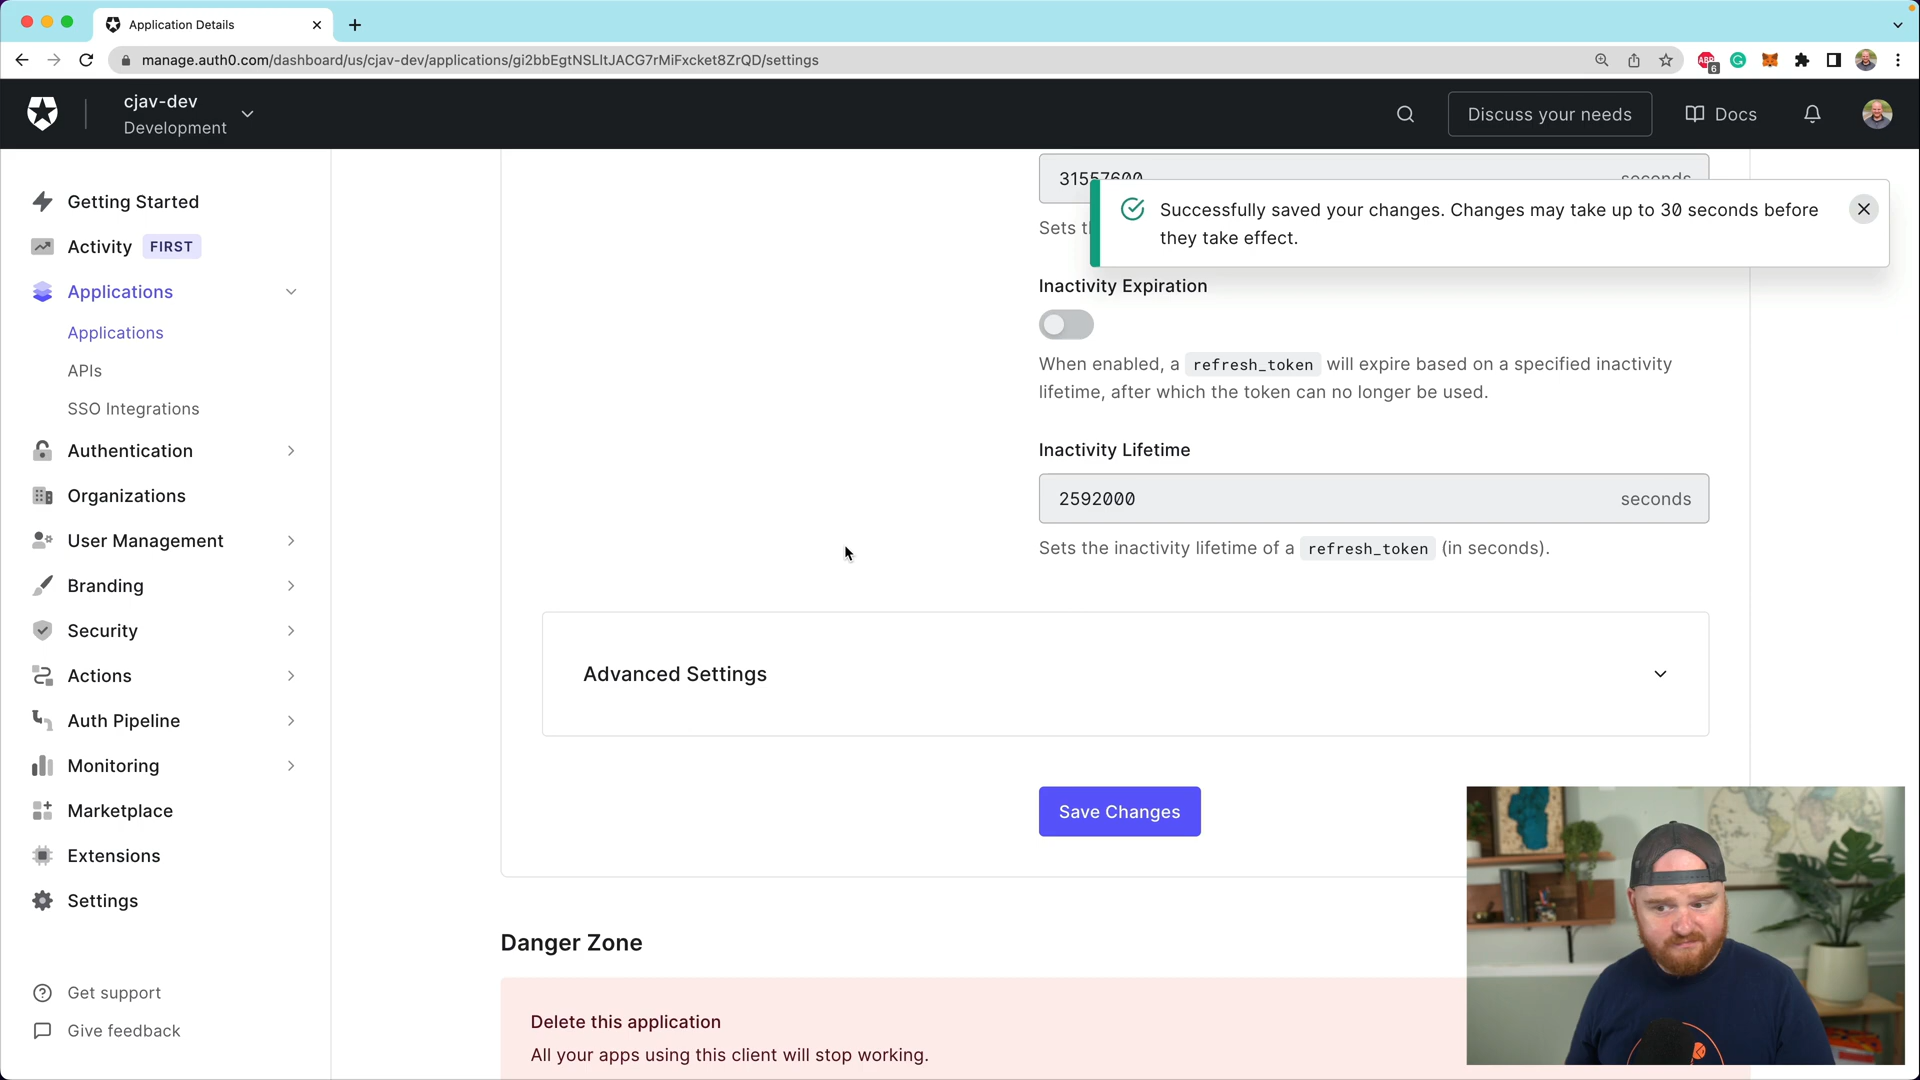 Application Details
manage.auth0.com/dashboard/us/cjav-dev/applications/gi2bbEgtNSLltJACG7rMiFxcket8ZrQD/settings
6
cjav-dev
Development
Discuss your needs
Docs
Getting Started
Activity FIRST
Applications
Applications
APIs
SSO Integrations
Authentication
Organizations
User Management
Branding
Security
Actions
Auth Pipeline
Monitoring
Marketplace
Extensions
Settings
Get support
Give feedback
31557600 seconds
Successfully saved your changes. Changes may take up to 30 seconds before
they take effect.
Sets
Inactivity Expiration
When enabled, a refresh_token will expire based on a specified inactivity
lifetime, after which the token can no longer be used.
Inactivity Lifetime
2592000 seconds
Sets the inactivity lifetime of a refresh_token (in seconds).
Advanced Settings
Save Changes
Danger Zone
Delete this application
All your apps using this client will stop working.